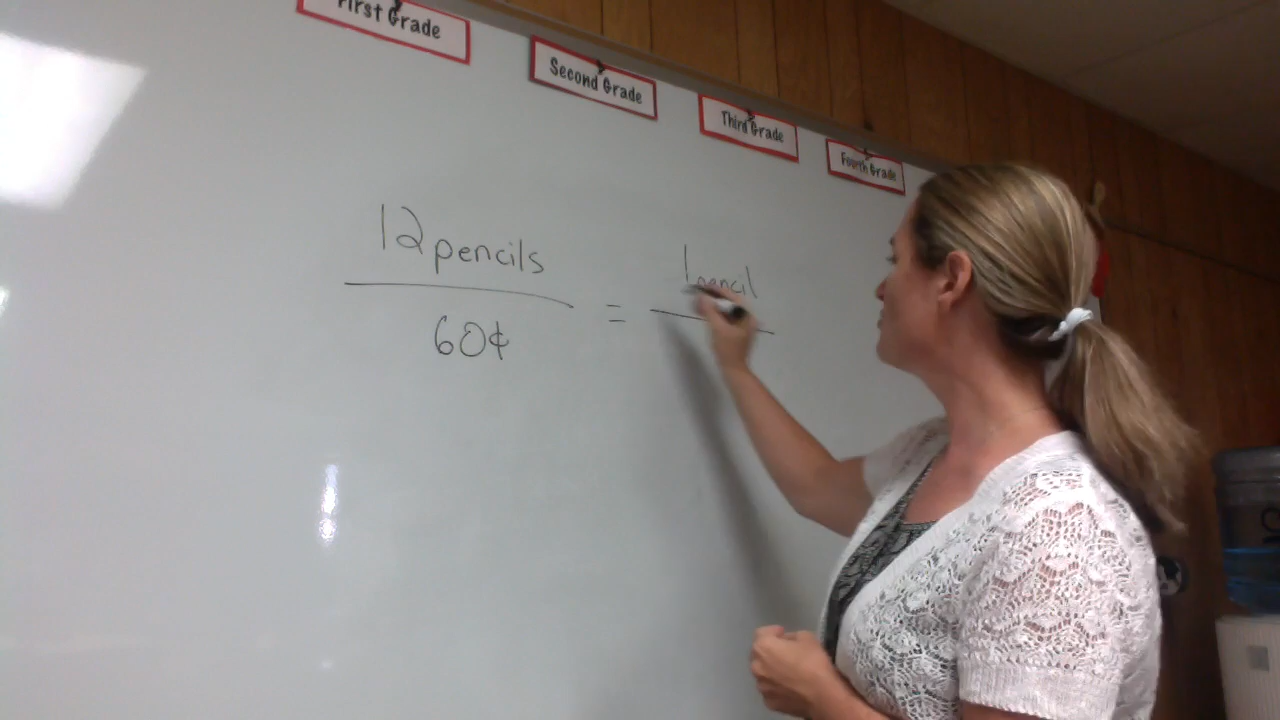 First Grade
Second Grade
Third Grade
Fourth Grade
12 pencils
60¢
=
1 pencil